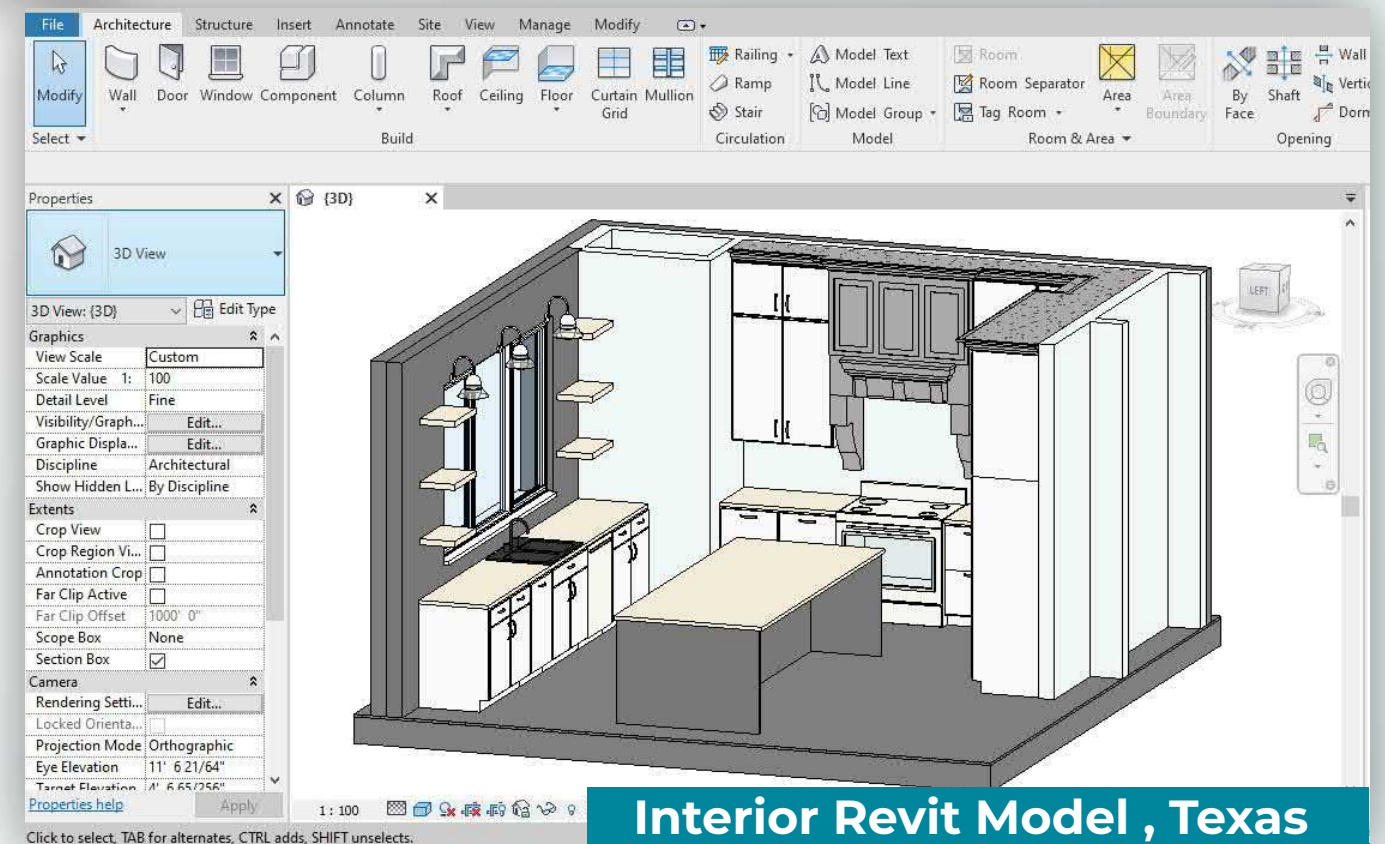 File Architecture Structure Insert Annotate Site View Manage Modify
Modify Wall Door Window Component Column Roof Ceiling Floor Curtain Grid Mullion
Railing Ramp Stair
Model Text Model Line Model Group
Room Room Separator Tag Room
Area Area Boundary
By Face Shaft Wall
Select Build Circulation Model Room & Area Opening
Properties {3D}
3D View
3D View: {3D} Edit Type
LEFT
Graphics
View Scale Custom
Scale Value 1: 100
Detail Level Fine
Visibility/Graph... Edit...
Graphic Displa... Edit...
Discipline Architectural
Show Hidden L... By Discipline
Extents
Crop View
Crop Region Vi...
Annotation Crop
Far Clip Active
Far Clip Offset 1000' 0"
Scope Box None
Section Box
Camera
Rendering Setti... Edit...
Locked Orienta...
Projection Mode Orthographic
Eye Elevation 11' 6 21/64"
Target Elevation 4' 6 65/256"
Properties help Apply
1 : 100
Interior Revit Model , Texas
Click to select, TAB for alternates, CTRL adds, SHIFT unselects.